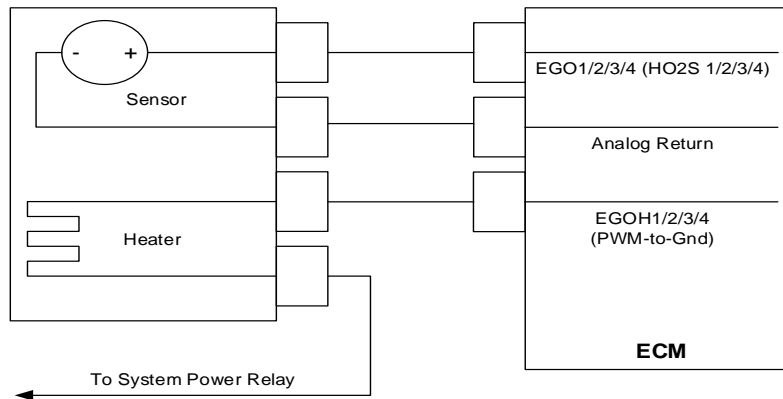 - +
Sensor
EGO1/2/3/4 (HO2S 1/2/3/4)
Analog Return
Heater
EGOH1/2/3/4
(PWM-to-Gnd)
ECM
To System Power Relay